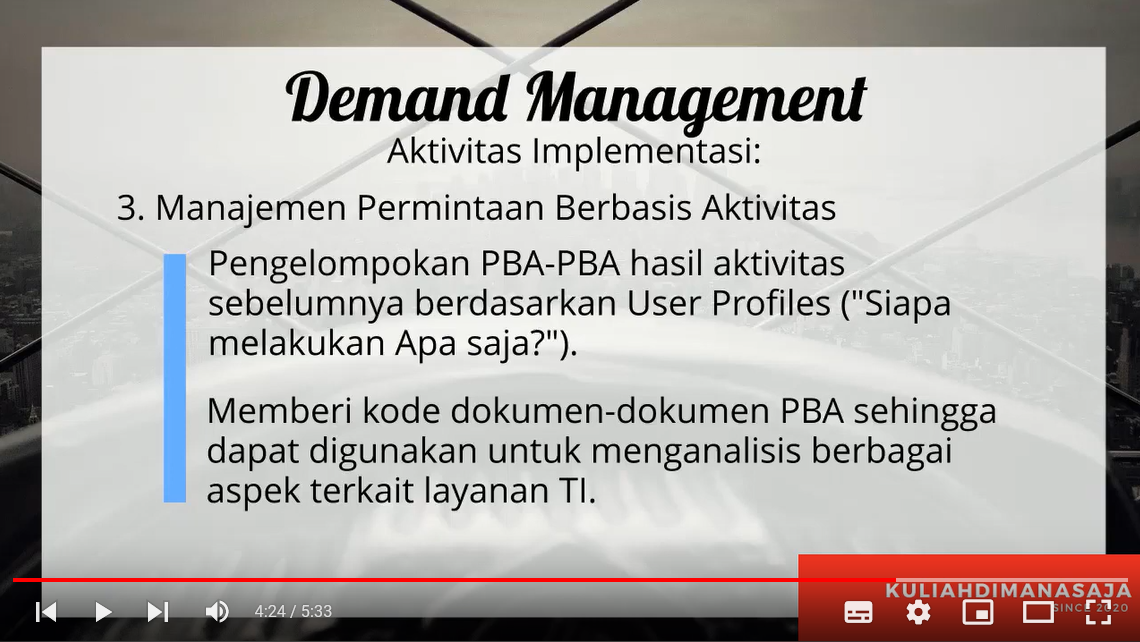 Demand Management
Aktivitas Implementasi:
3. Manajemen Permintaan Berbasis Aktivitas
Pengelompokan PBA-PBA hasil aktivitas
sebelumnya berdasarkan User Profiles ("Siapa
melakukan Apa saja?").
Memberi kode dokumen-dokumen PBA sehingga
dapat digunakan untuk menganalisis berbagai
aspek terkait layanan TI.
KULIAHDIMANASAJA
SINCE 2020
4:24 / 5:33